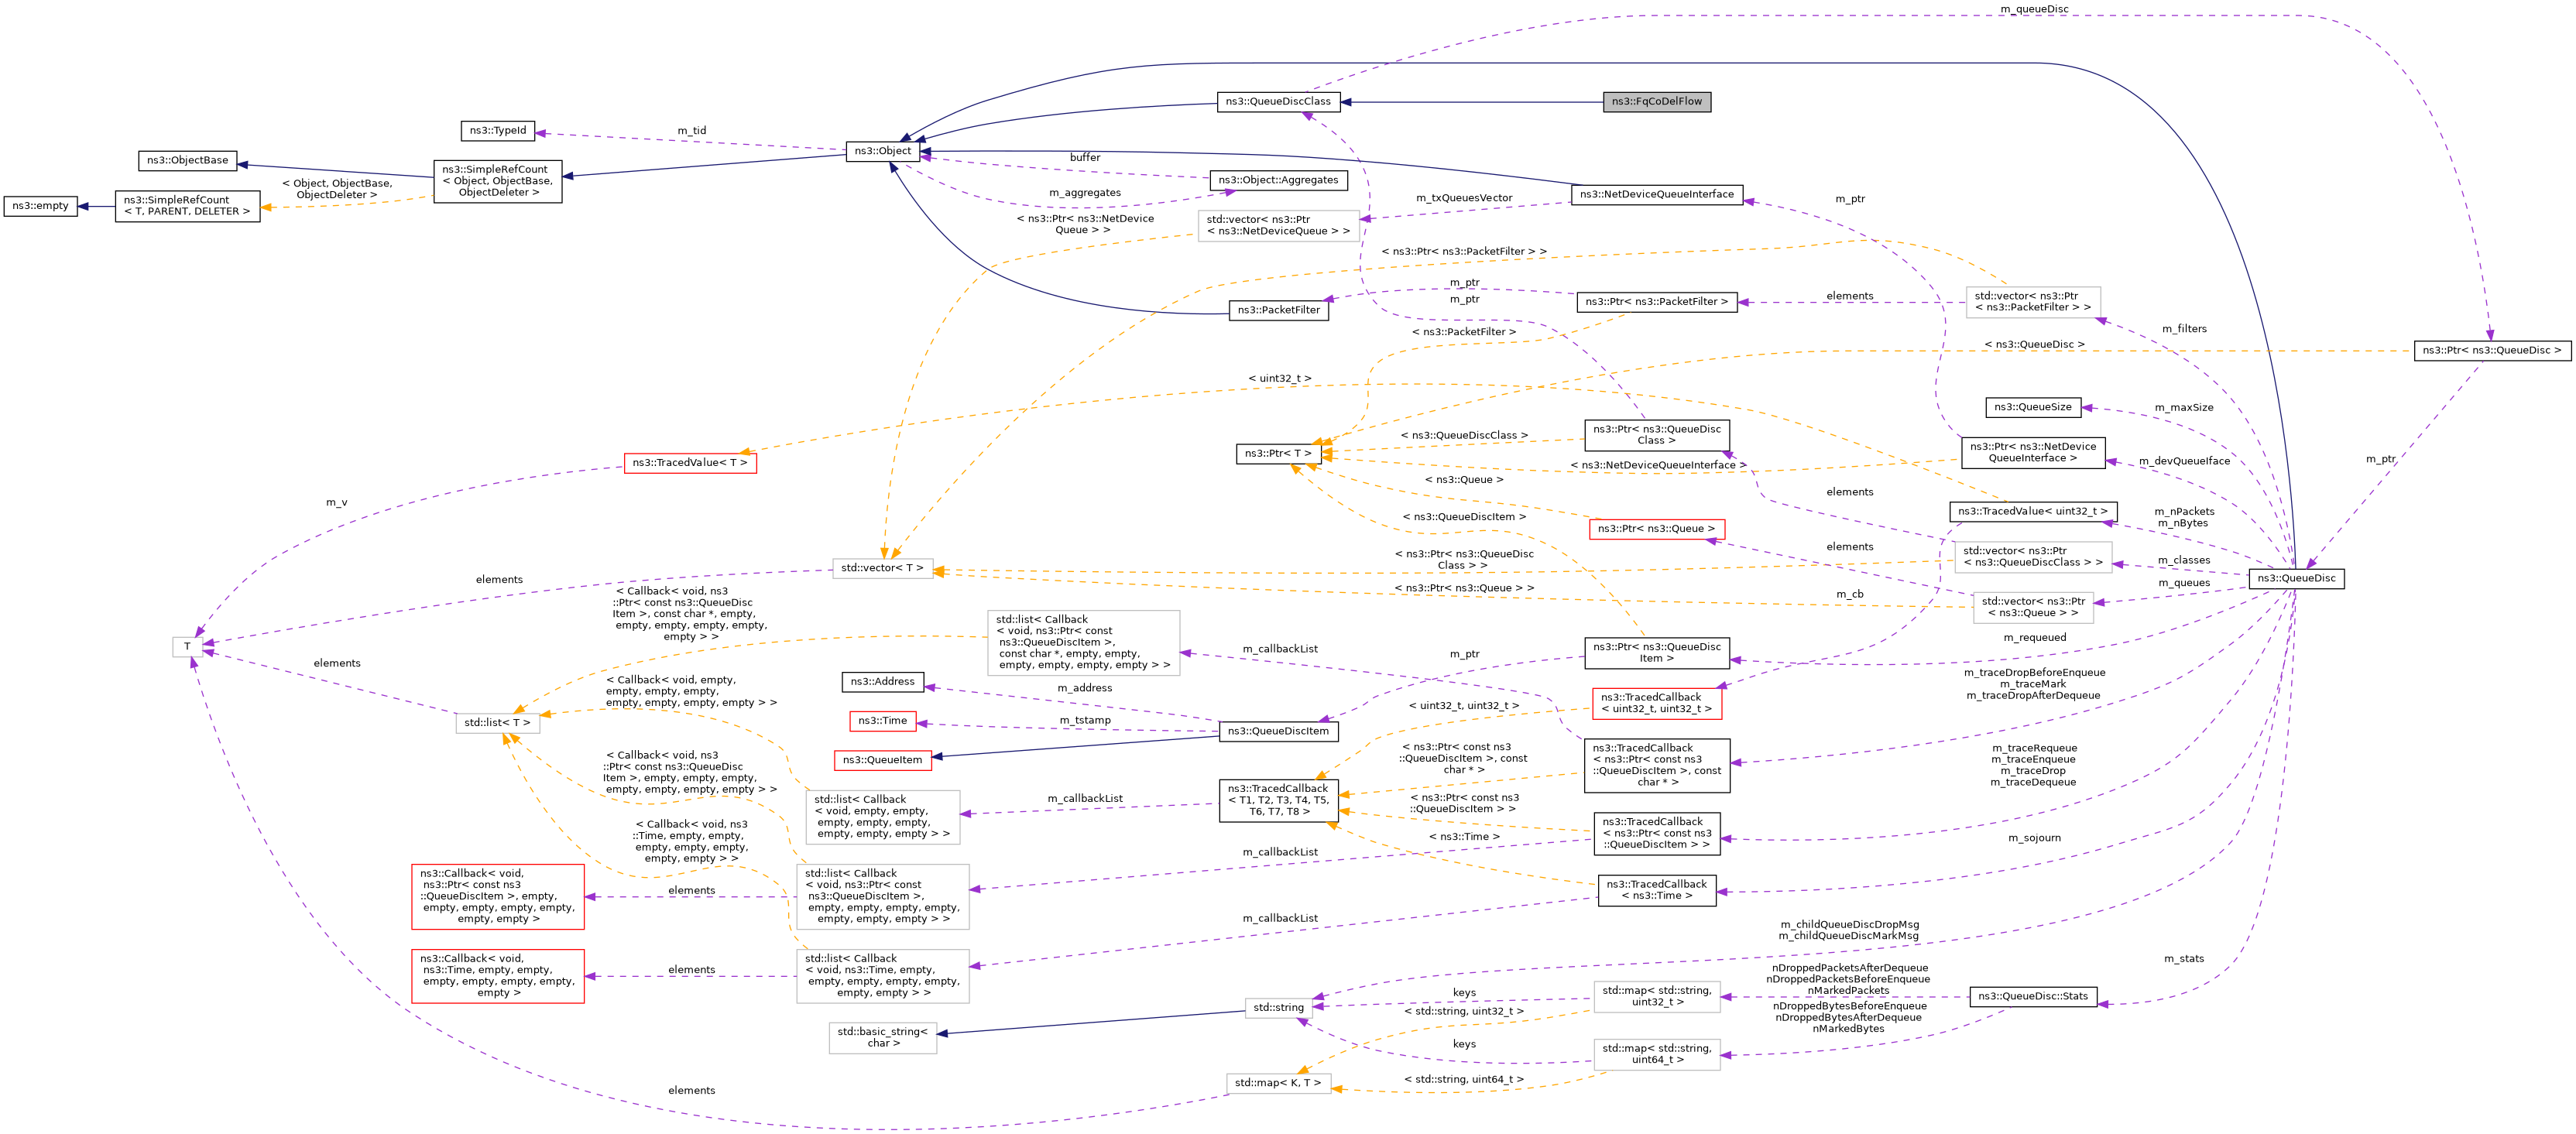 m_queueDisc
ns3::QueueDiscClass
ns3::FqCoDelFlow
ns3::TypeId
m_tid
ns3::Object
ns3::ObjectBase
buffer
ns3::SimpleRefCount
< Object, ObjectBase,
ObjectDeleter >
< Object, ObjectBase,
ObjectDeleter >
ns3::Object::Aggregates
m_aggregates
ns3::NetDeviceQueueInterface
m_txQueuesVector
m_ptr
ns3::empty
ns3::SimpleRefCount
< T, PARENT, DELETER >
< ns3::Ptr< ns3::NetDevice
Queue > >
std::vector< ns3::Ptr
< ns3::NetDeviceQueue > >
< ns3::Ptr< ns3::PacketFilter > >
m_ptr
m_ptr
ns3::PacketFilter
ns3::Ptr< ns3::PacketFilter >
elements
std::vector< ns3::Ptr
< ns3::PacketFilter > >
m_filters
< ns3::PacketFilter >
< ns3::QueueDisc >
ns3::Ptr< ns3::QueueDisc >
< uint32_t >
ns3::QueueSize
m_maxSize
ns3::Ptr< ns3::QueueDisc
Class >
< ns3::QueueDiscClass >
ns3::Ptr< T >
ns3::Ptr< ns3::NetDevice
QueueInterface >
m_devQueueIface
m_ptr
ns3::TracedValue< T >
< ns3::NetDeviceQueueInterface >
< ns3::Queue >
elements
m_v
ns3::TracedValue< uint32_t >
m_nPackets
m_nBytes
< ns3::QueueDiscItem >
ns3::Ptr< ns3::Queue >
elements
< ns3::Ptr< ns3::QueueDisc
Class > >
std::vector< ns3::Ptr
< ns3::QueueDiscClass > >
m_classes
std::vector< T >
elements
ns3::QueueDisc
m_queues
< ns3::Ptr< ns3::Queue > >
m_cb
std::vector< ns3::Ptr
< ns3::Queue > >
< Callback< void, ns3
::Ptr< const ns3::QueueDisc
Item >, const char *, empty,
empty, empty, empty, empty,
empty > >
std::list< Callback
< void, ns3::Ptr< const
ns3::QueueDiscItem >,
const char *, empty, empty,
empty, empty, empty, empty > >
m_requeued
T
m_callbackList
m_ptr
ns3::Ptr< ns3::QueueDisc
Item >
elements
m_traceDropBeforeEnqueue
m_traceMark
m_traceDropAfterDequeue
< Callback< void, empty,
empty, empty, empty,
empty, empty, empty, empty > >
ns3::Address
m_address
ns3::TracedCallback
< uint32_t, uint32_t >
< uint32_t, uint32_t >
std::list< T >
ns3::Time
m_tstamp
ns3::QueueDiscItem
ns3::QueueItem
< ns3::Ptr< const ns3
::QueueDiscItem >, const
char * >
ns3::TracedCallback
< ns3::Ptr< const ns3
::QueueDiscItem >, const
char * >
m_traceRequeue
m_traceEnqueue
m_traceDrop
m_traceDequeue
< Callback< void, ns3
::Ptr< const ns3::QueueDisc
Item >, empty, empty, empty,
empty, empty, empty, empty > >
std::list< Callback
< void, empty, empty,
empty, empty, empty,
empty, empty, empty > >
m_callbackList
ns3::TracedCallback
< T1, T2, T3, T4, T5,
T6, T7, T8 >
< ns3::Ptr< const ns3
::QueueDiscItem > >
ns3::TracedCallback
< ns3::Ptr< const ns3
::QueueDiscItem > >
< Callback< void, ns3
::Time, empty, empty,
empty, empty, empty,
empty, empty > >
< ns3::Time >
m_sojourn
m_callbackList
ns3::Callback< void,
ns3::Ptr< const ns3
::QueueDiscItem >, empty,
empty, empty, empty, empty,
empty, empty >
elements
std::list< Callback
< void, ns3::Ptr< const
ns3::QueueDiscItem >,
empty, empty, empty, empty,
empty, empty, empty > >
ns3::TracedCallback
< ns3::Time >
m_callbackList
m_childQueueDiscDropMsg
m_childQueueDiscMarkMsg
ns3::Callback< void,
ns3::Time, empty, empty,
empty, empty, empty, empty,
empty >
elements
std::list< Callback
< void, ns3::Time, empty,
empty, empty, empty, empty,
empty, empty > >
m_stats
nDroppedPacketsAfterDequeue
nDroppedPacketsBeforeEnqueue
nMarkedPackets
std::string
keys
std::map< std::string,
uint32_t >
ns3::QueueDisc::Stats
< std::string, uint32_t >
nDroppedBytesBeforeEnqueue
nDroppedBytesAfterDequeue
nMarkedBytes
std::basic_string<
char >
keys
std::map< std::string,
uint64_t >
std::map< K, T >
< std::string, uint64_t >
elements